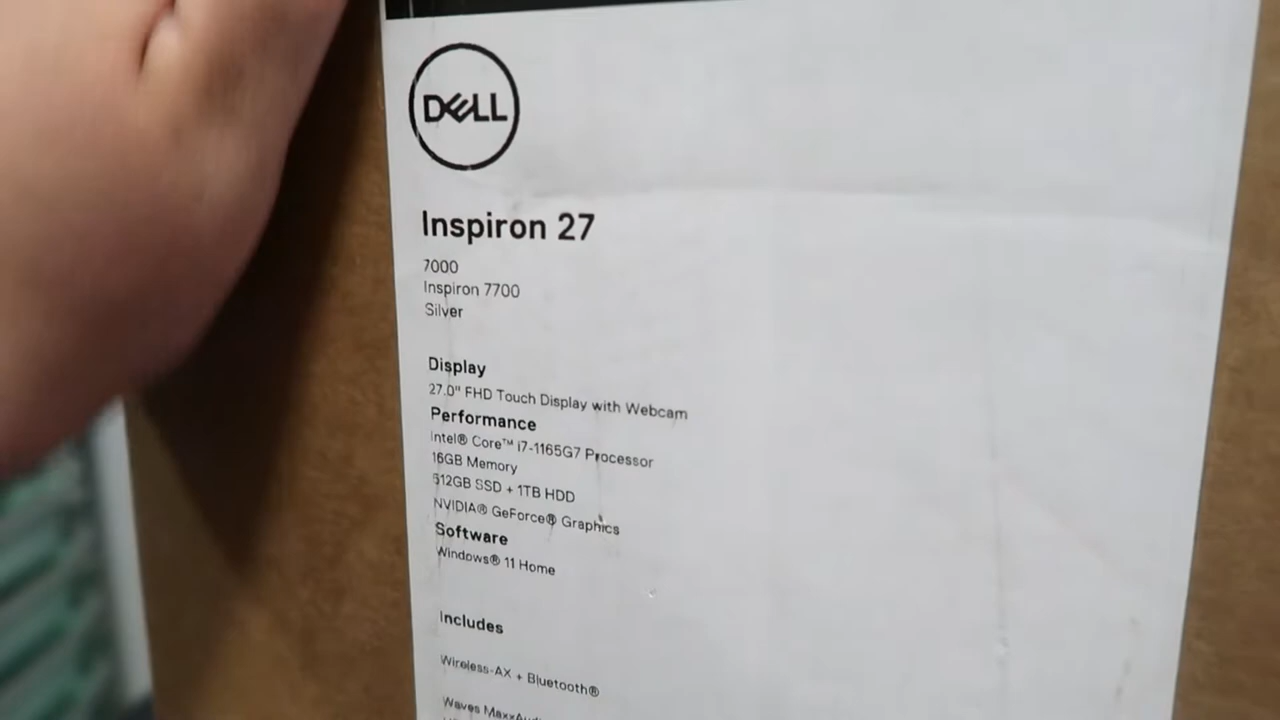 DELL
Inspiron 27
7000
Inspiron 7700
Silver
Display
27.0" FHD Touch Display with Webcam
Performance
Intel® Core™ i7-1165G7 Processor
16GB Memory
512GB SSD + 1TB HDD
NVIDIA® GeForce® Graphics
Software
Windows® 11 Home
Includes
Wireless-AX + Bluetooth®
Waves